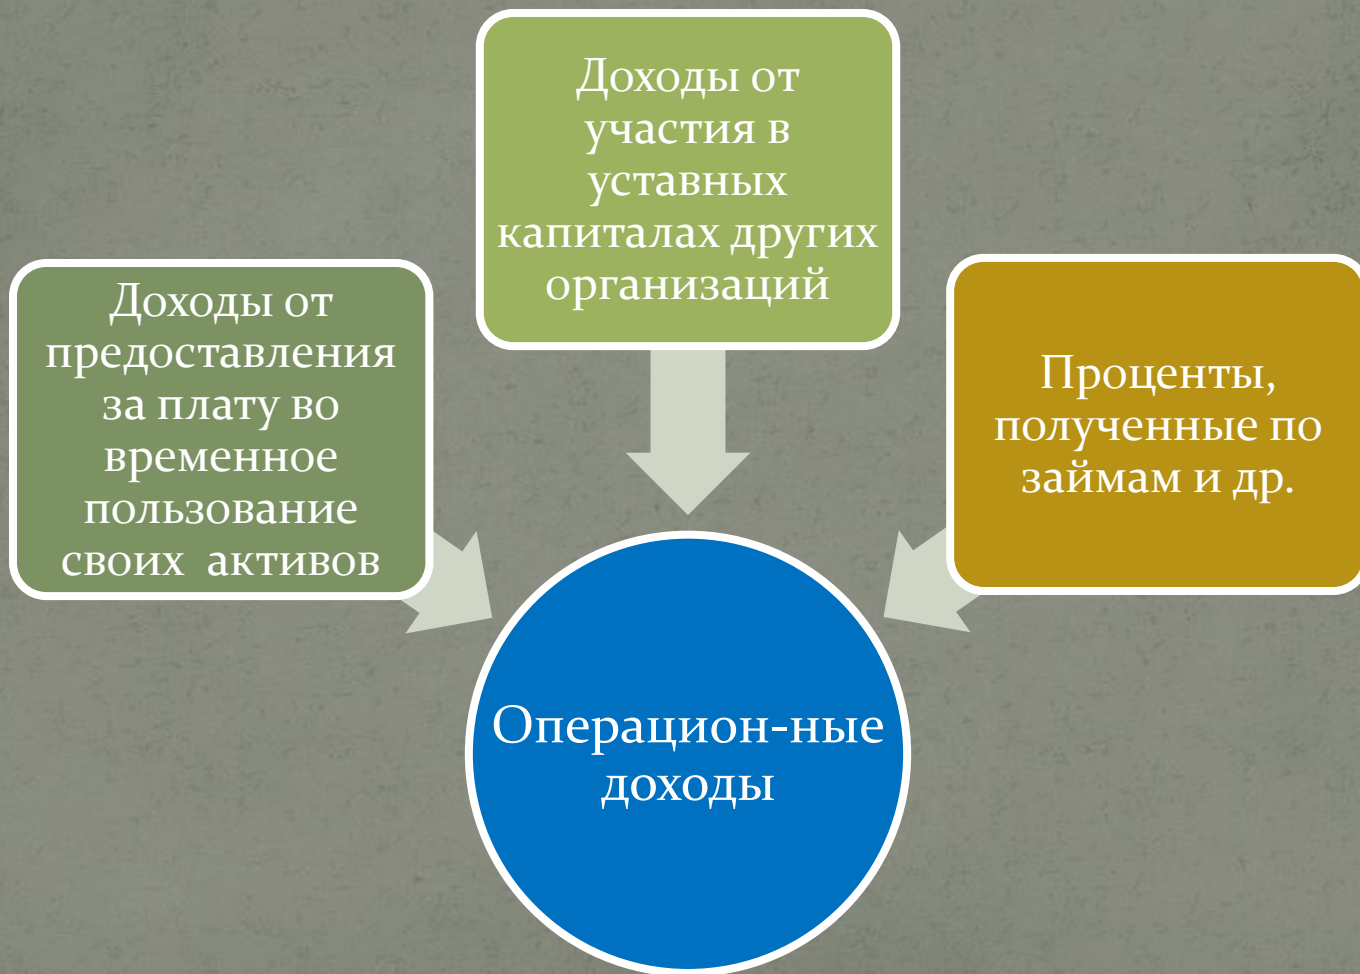 Доходы от
участия в
уставных
капиталах других
организаций
Доходы от
предоставления
за плату во
временное
пользование
своих  активов
Проценты,
полученные по
займам и др.
Операцион-ные
доходы